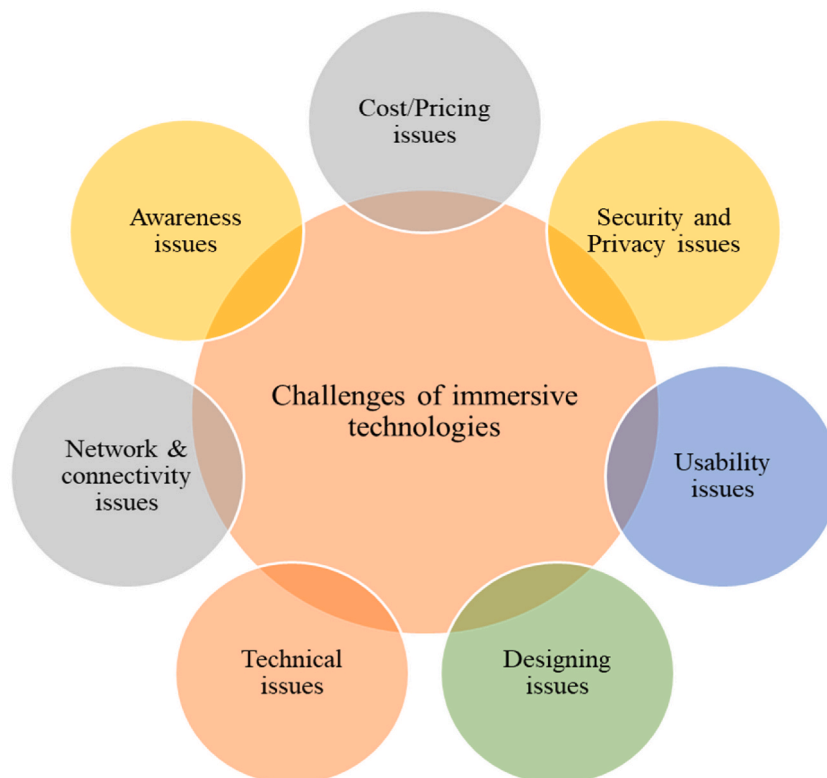 Cost/Pricing
issues
Awareness
issues
Security and
Privacy issues
Challenges of immersive
technologies
Network &
connectivity
issues
Usability
issues
Technical
issues
Designing
issues